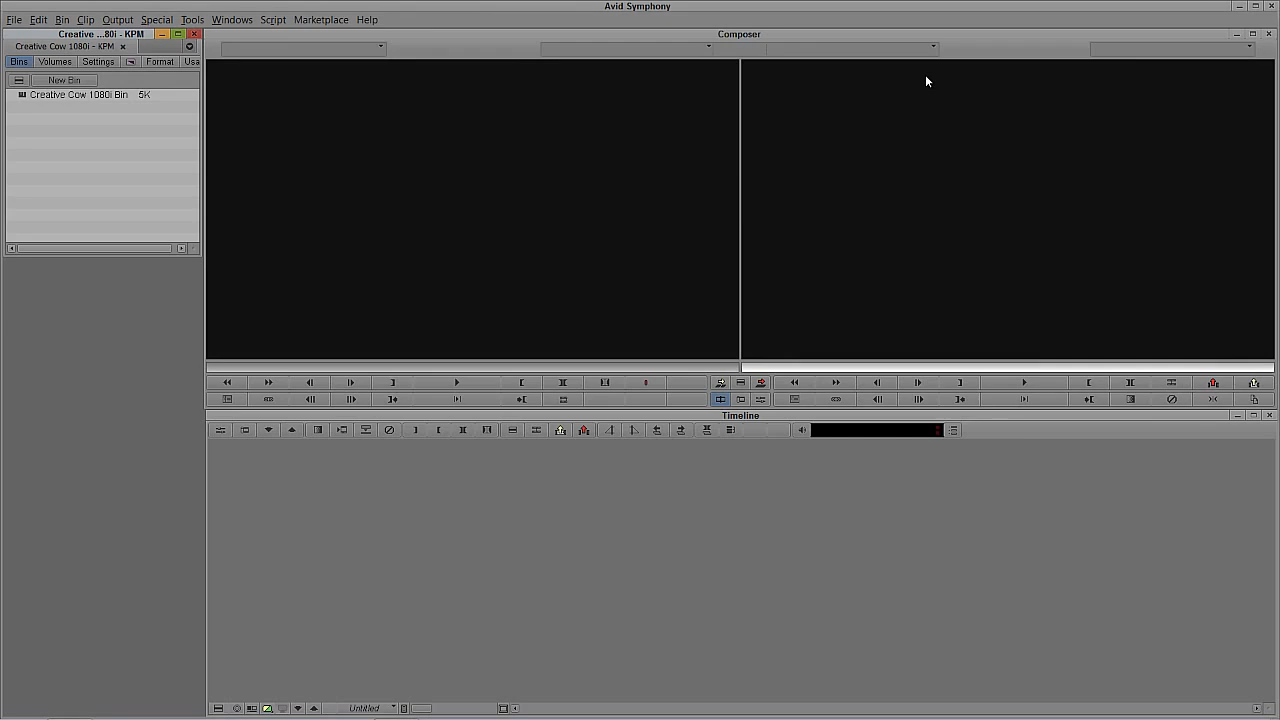 Avid Symphony
File Edit Bin Clip Output Special Tools Windows Script Marketplace Help
Creative ...80i - KPM
Composer
Creative Cow 1080i - KPM
Bins Volumes Settings Format Usa
New Bin
Creative Cow 1080i Bin 5K
Timeline
Untitled